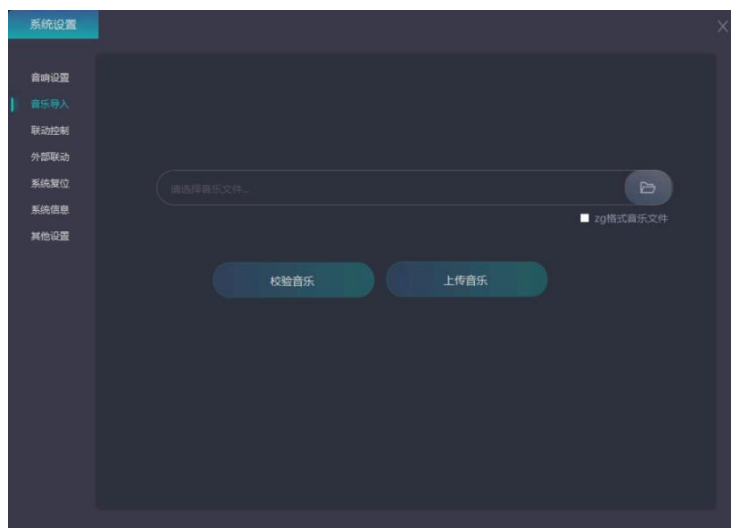 系统设置
音响设置
音乐导入
联动控制
外部联动
系统复位
系统信息
其他设置
请选择音乐文件...
zg格式音乐文件
校验音乐
上传音乐